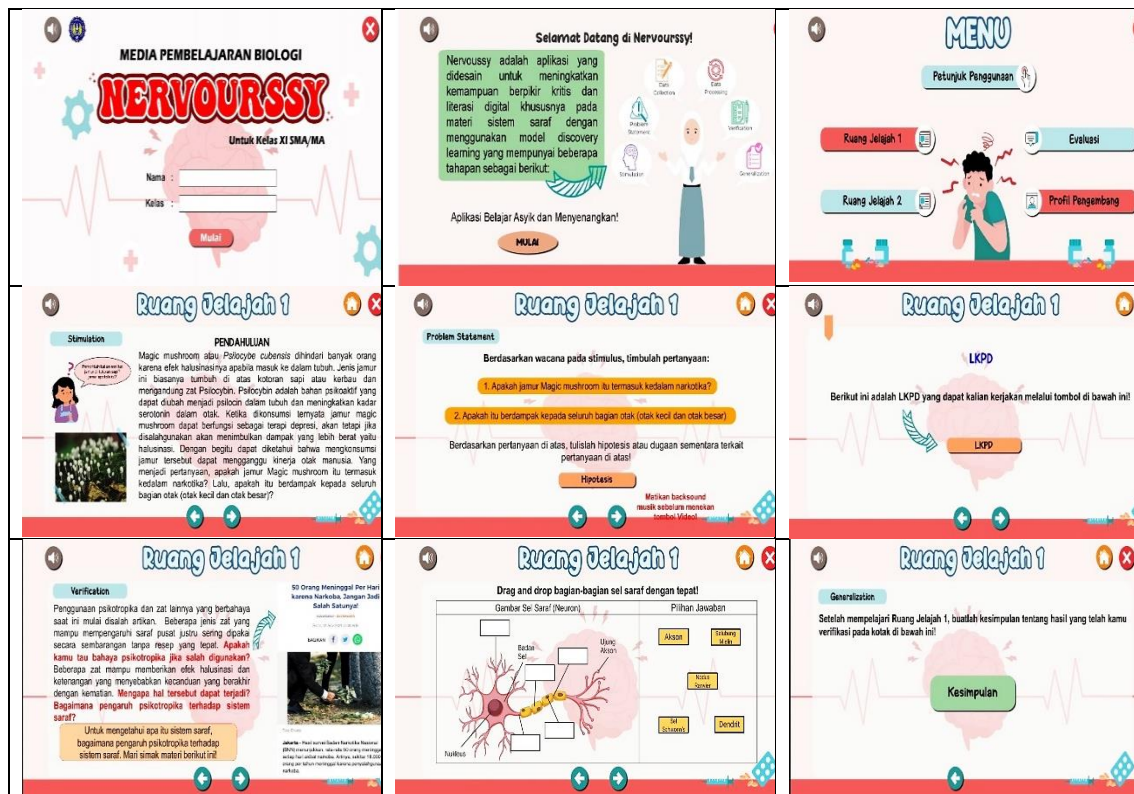 MEDIA PEMBELAJARAN BIOLOGI
NERVOURSSY
Untuk Kelas XI SMA/MA
Nama :
Kelas :
Mulai
Selamat Datang di Nervourssy!
Nervoussy adalah aplikasi yang
didesain untuk meningkatkan
kemampuan berpikir kritis dan
literasi digital khususnya pada
materi sistem saraf dengan
menggunakan model discovery
learning yang mempunyai beberapa
tahapan sebagai berikut:
Data
Collection
Data
Processing
Problem
Statement
Verification
Stimulation
Generalization
Aplikasi Belajar Asyik dan Menyenangkan!
MULAI
MENU
Petunjuk Penggunaan
Ruang Jelajah 1
Evaluasi
Ruang Jelajah 2
Profil Pengembang
Ruang Jelajah 1
Stimulation
PENDAHULUAN
Magic mushroom atau Psilocybe cubensis dihindari banyak orang
karena efek halusinasinya apabila masuk ke dalam tubuh. Jenis jamur
ini biasanya tumbuh di atas kotoran sapi atau kerbau dan
mengandung zat Psilocybin. Psilocybin adalah bahan psikoaktif yang
dapat diubah menjadi psilocin dalam tubuh dan meningkatkan kadar
serotonin dalam otak. Ketika dikonsumsi ternyata jamur magic
mushroom dapat berfungsi sebagai terapi depresi, akan tetapi jika
disalahgunakan akan menimbulkan dampak yang lebih berat yaitu
halusinasi. Dengan begitu dapat diketahui bahwa mengkonsumsi
jamur tersebut dapat mengganggu kinerja otak manusia. Yang
menjadi pertanyaan, apakah jamur Magic mushroom itu termasuk
kedalam narkotika? Lalu, apakah itu berdampak kepada seluruh
bagian otak (otak kecil dan otak besar)?
Ruang Jelajah 1
Problem Statement
Berdasarkan wacana pada stimulus, timbulah pertanyaan:
1. Apakah jamur Magic mushroom itu termasuk kedalam narkotika?
2. Apakah itu berdampak kepada seluruh bagian otak (otak kecil dan otak besar)
Berdasarkan pertanyaan di atas, tulislah hipotesis atau dugaan sementara terkait
pertanyaan di atas!
Hipotesis
Matikan backsound
musik sebelum menekan
tombol Video!
LKPD
Berikut ini adalah LKPD yang dapat kalian kerjakan melalui tombol di bawah ini!
LKPD
Ruang Jelajah 1
Verification
Penggunaan psikotropika dan zat lainnya yang berbahaya
saat ini mulai disalah artikan. Beberapa jenis zat yang
mampu mempengaruhi saraf pusat justru sering dipakai
secara sembarangan tanpa resep yang tepat. Apakah
kamu tau bahaya psikotropika jika salah digunakan?
Beberapa zat mampu memberikan efek halusinasi dan
ketenangan yang menyebabkan kecanduan yang berakhir
dengan kematian. Mengapa hal tersebut dapat terjadi?
Bagaimana pengaruh psikotropika terhadap sistem
saraf?
Untuk mengetahui apa itu sistem saraf,
bagaimana pengaruh psikotropika terhadap
sistem saraf. Mari simak materi berikut ini!
50 Orang Meninggal Per Hari
karena Narkoba, Jangan Jadi
Salah Satunya!
BAGIKAN
Ruang Jelajah 1
Drag and drop bagian-bagian sel saraf dengan tepat!
Gambar Sel Saraf (Neuron)
Pilihan Jawaban
Badan
Sel
Ujung
Akson
Nukleus
Akson
Selubung
Mielin
Nodus
Ranvier
Sel
Schwann's
Dendrit
Ruang Jelajah 1
Generalization
Setelah mempelajari Ruang Jelajah 1, buatlah kesimpulan tentang hasil yang telah kamu
verifikasi pada kotak di bawah ini!
Kesimpulan